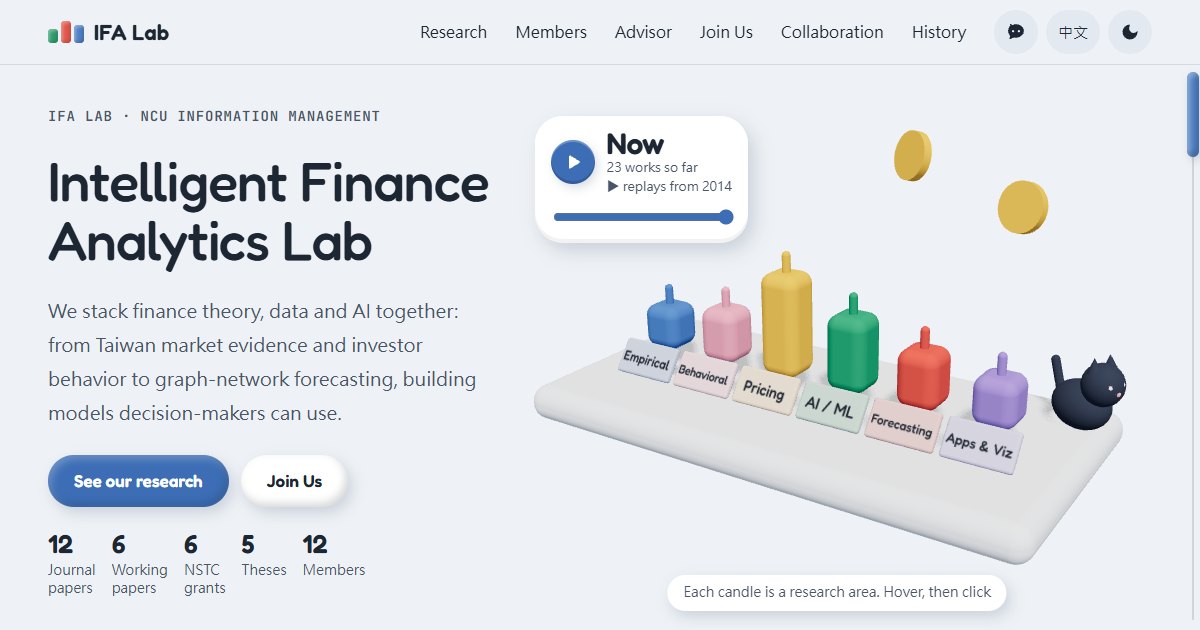 IFA Lab
Research
Members
Advisor
Join Us
Collaboration
History
中文
IFA LAB · NCU INFORMATION MANAGEMENT
Intelligent Finance
Analytics Lab
We stack finance theory, data and AI together:
from Taiwan market evidence and investor
behavior to graph-network forecasting, building
models decision-makers can use.
See our research
Join Us
12
Journal
papers
6
Working
papers
6
NSTC
grants
5
Theses
12
Members
Now
23 works so far
▶ replays from 2014
Empirical
Behavioral
Pricing
AI / ML
Forecasting
Apps & Viz
Each candle is a research area. Hover, then click